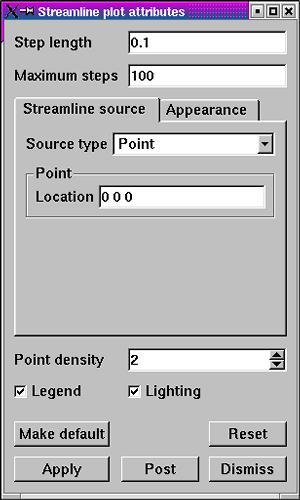 Streamline plot attributes
Step length 0.1
Maximum steps 100
Streamline source Appearance
Source type Point
Point
Location 0 0 0
Point density 2
Legend Lighting
Make default Reset
Apply Post Dismiss